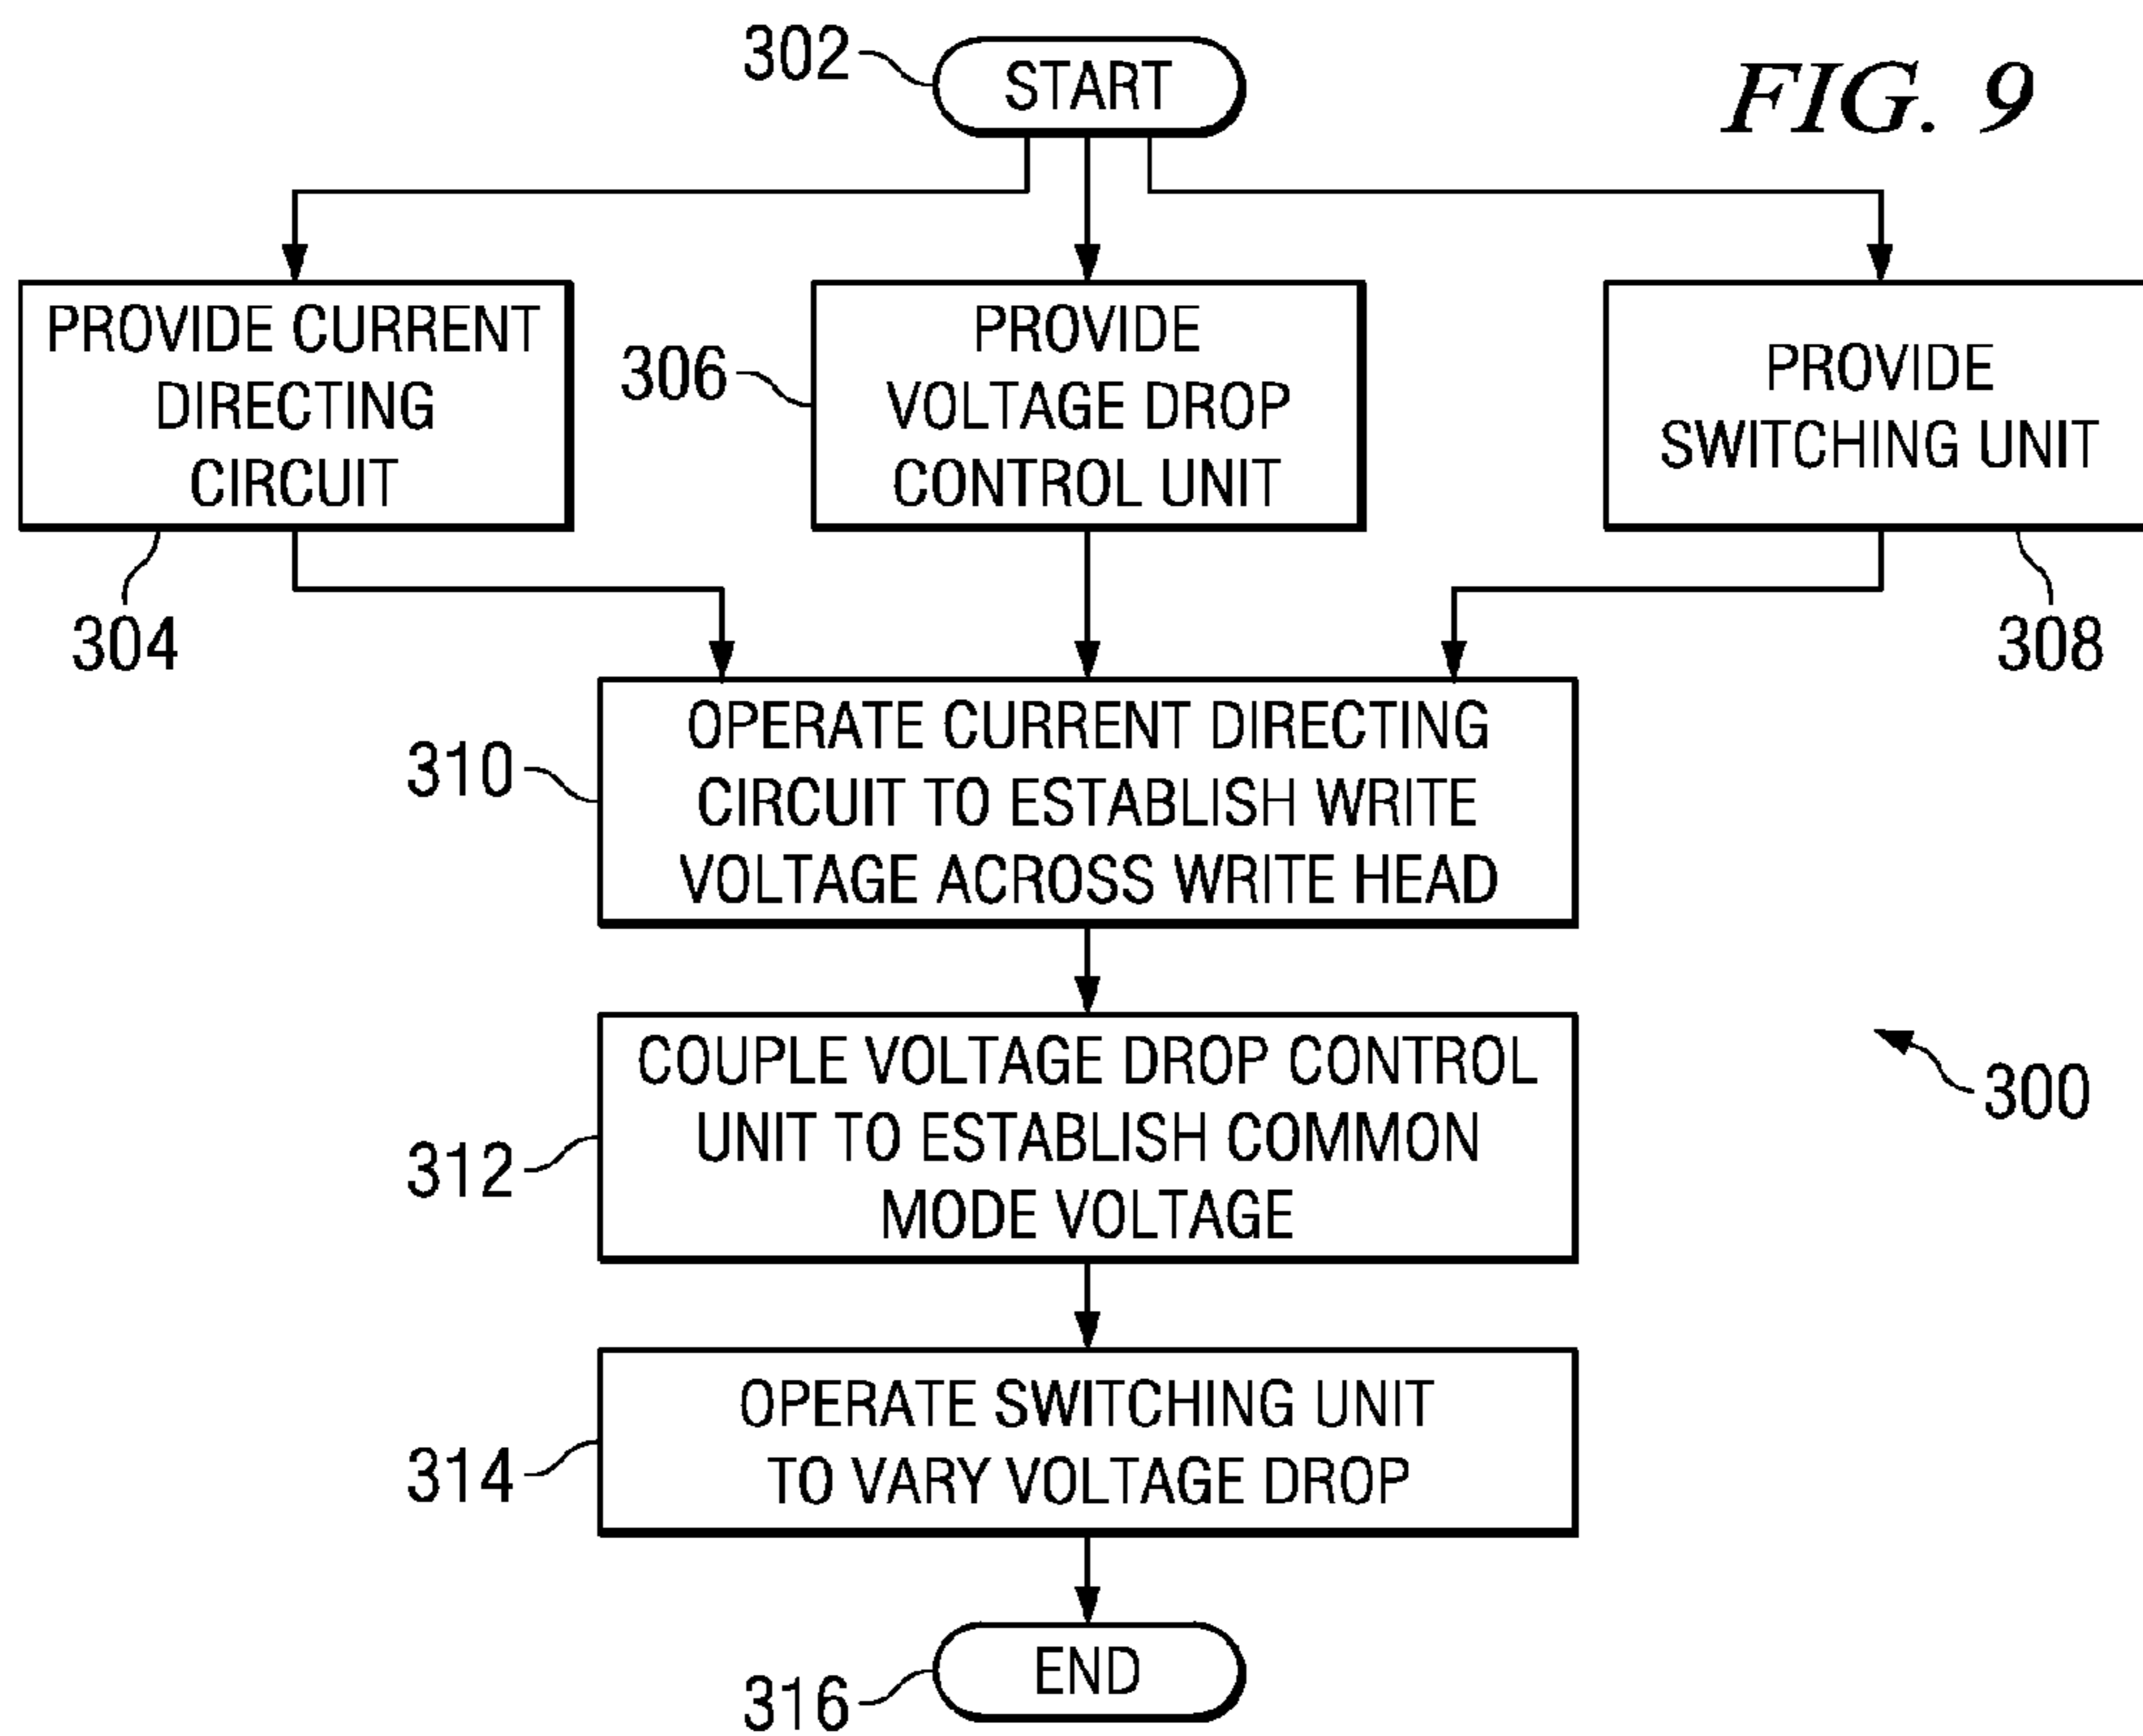 FIG. 9
302
START
PROVIDE CURRENT
DIRECTING
CIRCUIT
304
306
PROVIDE
VOLTAGE DROP
CONTROL UNIT
PROVIDE
SWITCHING UNIT
308
310
OPERATE CURRENT DIRECTING
CIRCUIT TO ESTABLISH WRITE
VOLTAGE ACROSS WRITE HEAD
312
COUPLE VOLTAGE DROP CONTROL
UNIT TO ESTABLISH COMMON
MODE VOLTAGE
300
314
OPERATE SWITCHING UNIT
TO VARY VOLTAGE DROP
316
END